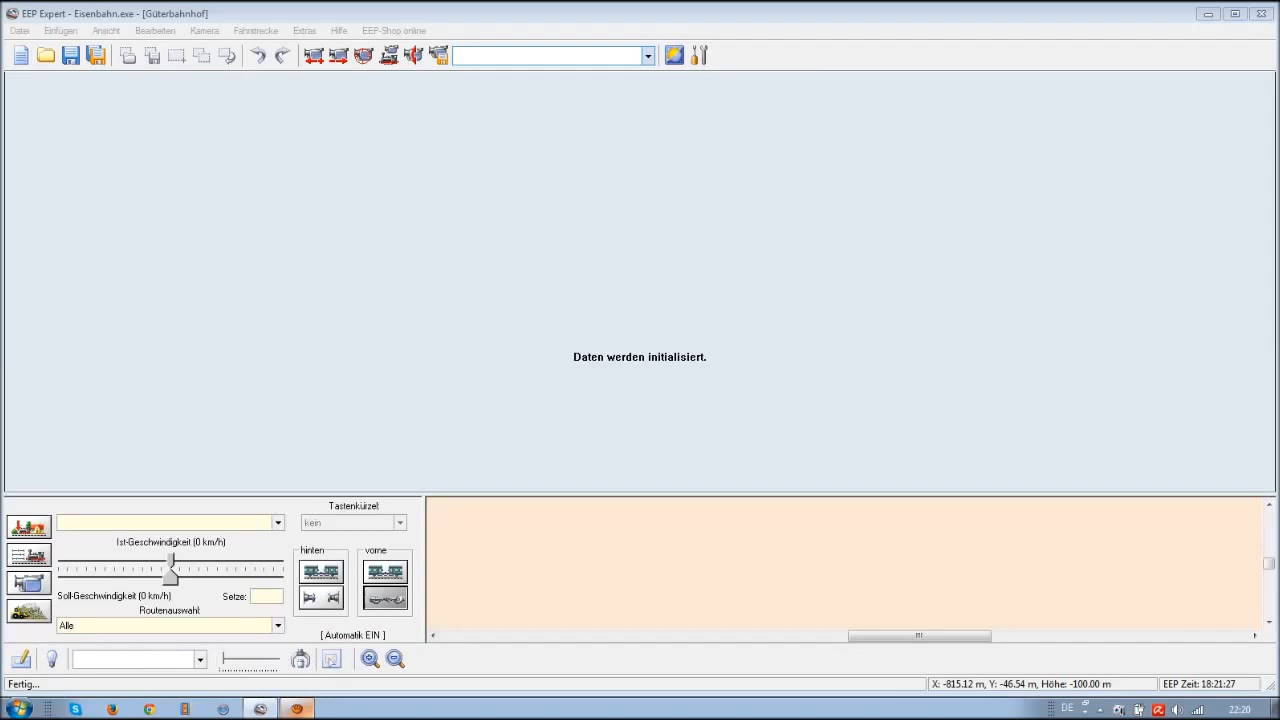 EEP Expert - Eisenbahn.exe - [Güterbahnhof]
Datei Einfügen Ansicht Bearbeiten Kamera Fahrstrecke Extras Hilfe EEP-Shop online
Daten werden initialisiert.
Tastenkürzel:
kein
Ist-Geschwindigkeit (0 km/h)
hinten vorne
Soll-Geschwindigkeit (0 km/h) Setze:
Routenauswahl:
Alle
[ Automatik EIN ]
Fertig...
X: -815.12 m, Y: -46.54 m, Höhe: -100.00 m
EEP Zeit: 18:21:27
DE
22:20